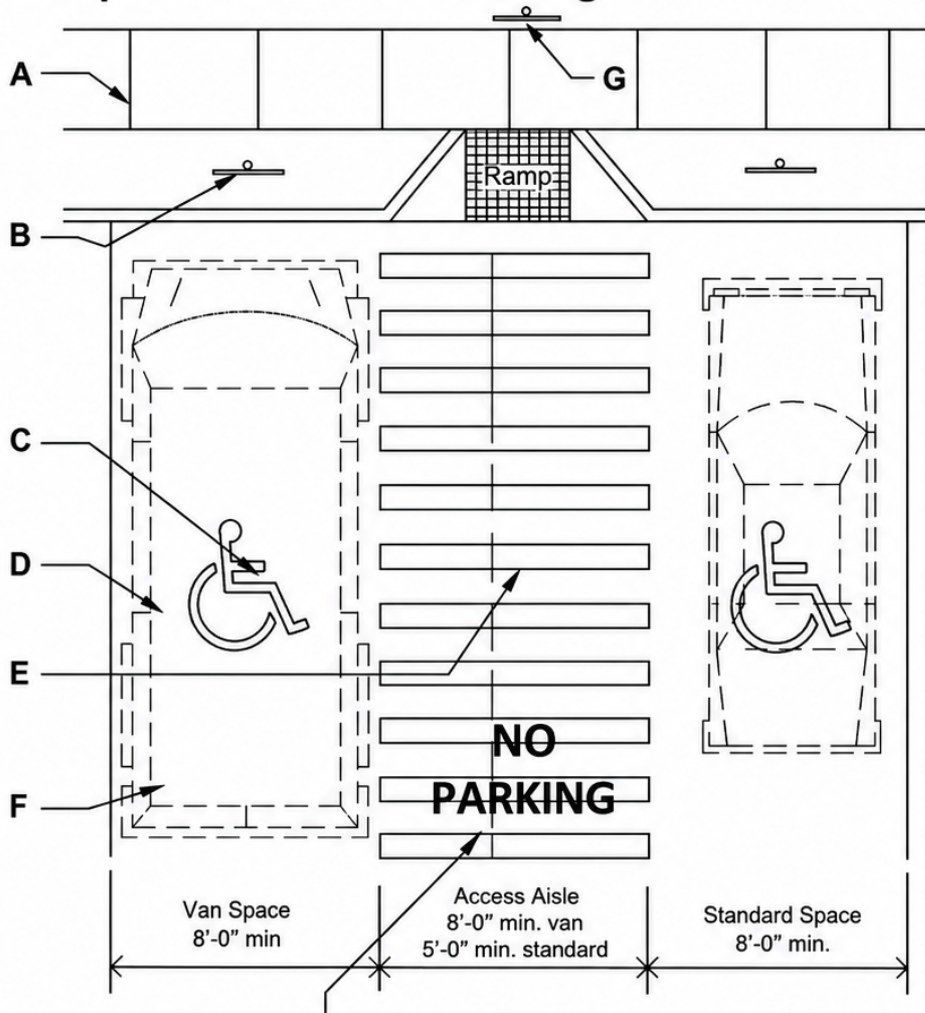 A
G
Ramp
B
C
D
E
NO
PARKING
F
Van Space
8'-0" min
Access Aisle
8'-0" min. van
5'-0" min. standard
Standard Space
8'-0" min.